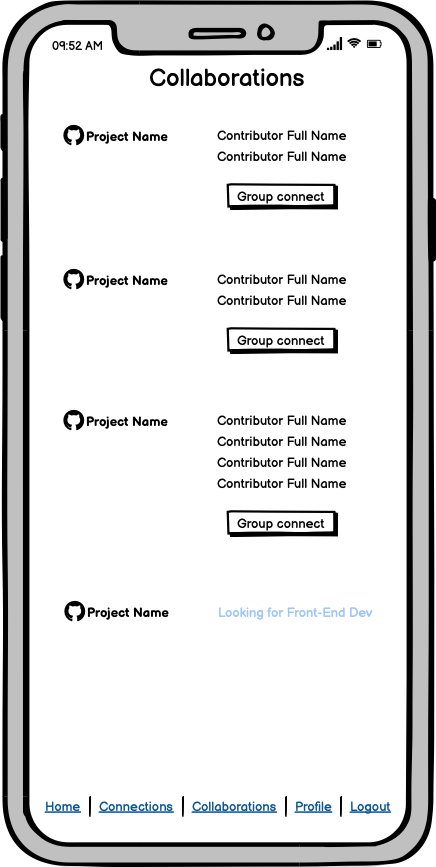 09:52 AM
Collaborations
Project Name
Contributor Full Name
Contributor Full Name
Group connect
Project Name
Contributor Full Name
Contributor Full Name
Group connect
Project Name
Contributor Full Name
Contributor Full Name
Contributor Full Name
Contributor Full Name
Group connect
Project Name
Looking for Front-End Dev
Home | Connections | Collaborations | Profile | Logout